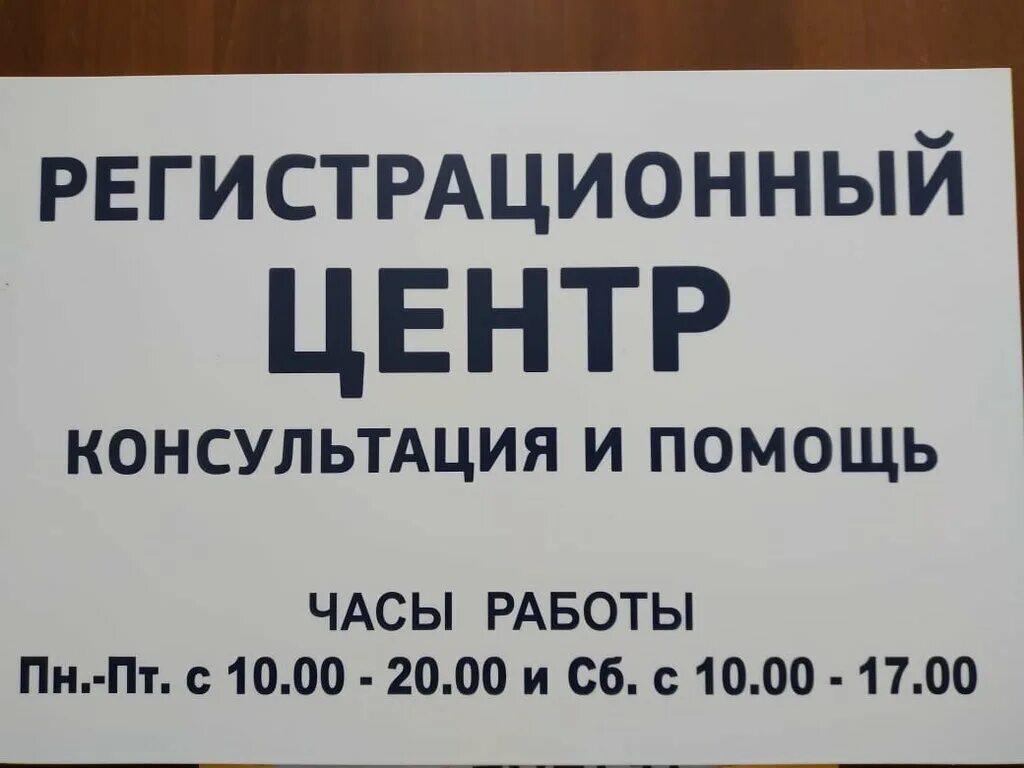 РЕГИСТРАЦИОННЫЙ
ЦЕНТР
КОНСУЛЬТАЦИЯ И ПОМОЩЬ
ЧАСЫ РАБОТЫ
Пн.-Пт. с 10.00 - 20.00 и Сб. с 10.00 - 17.00